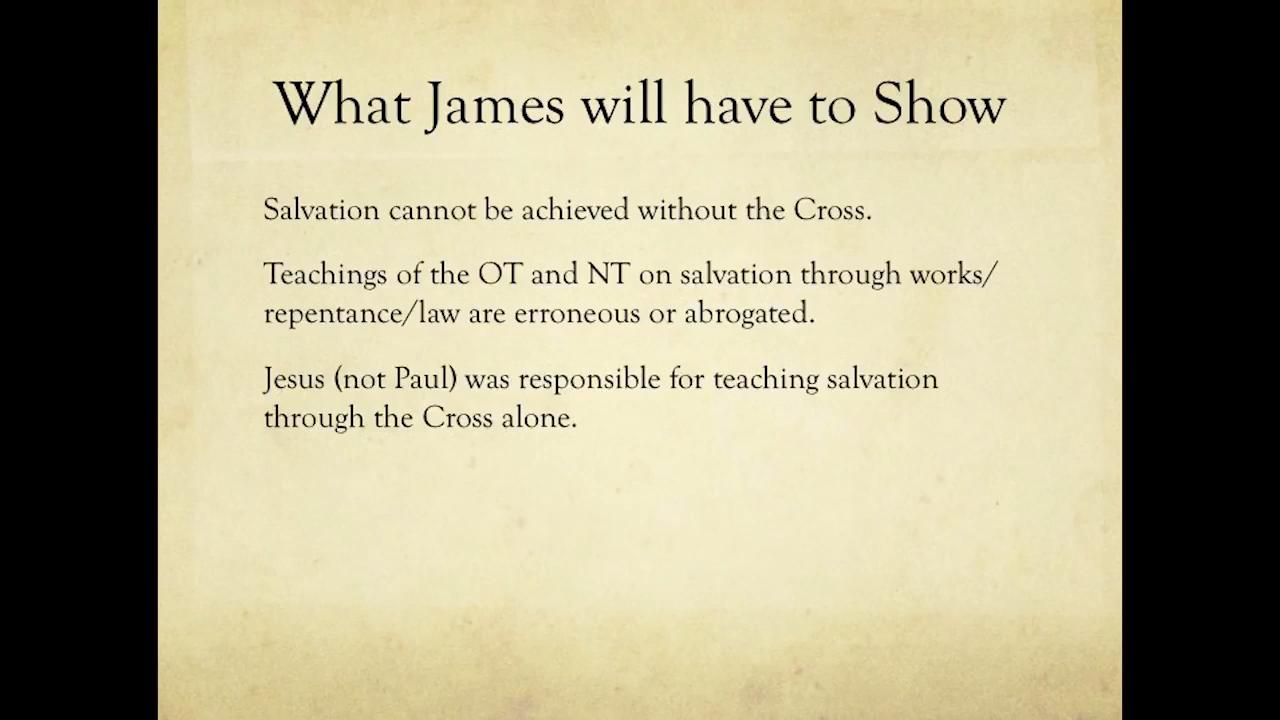 What James will have to Show
Salvation cannot be achieved without the Cross.
Teachings of the OT and NT on salvation through works/
repentance/law are erroneous or abrogated.
Jesus (not Paul) was responsible for teaching salvation
through the Cross alone.